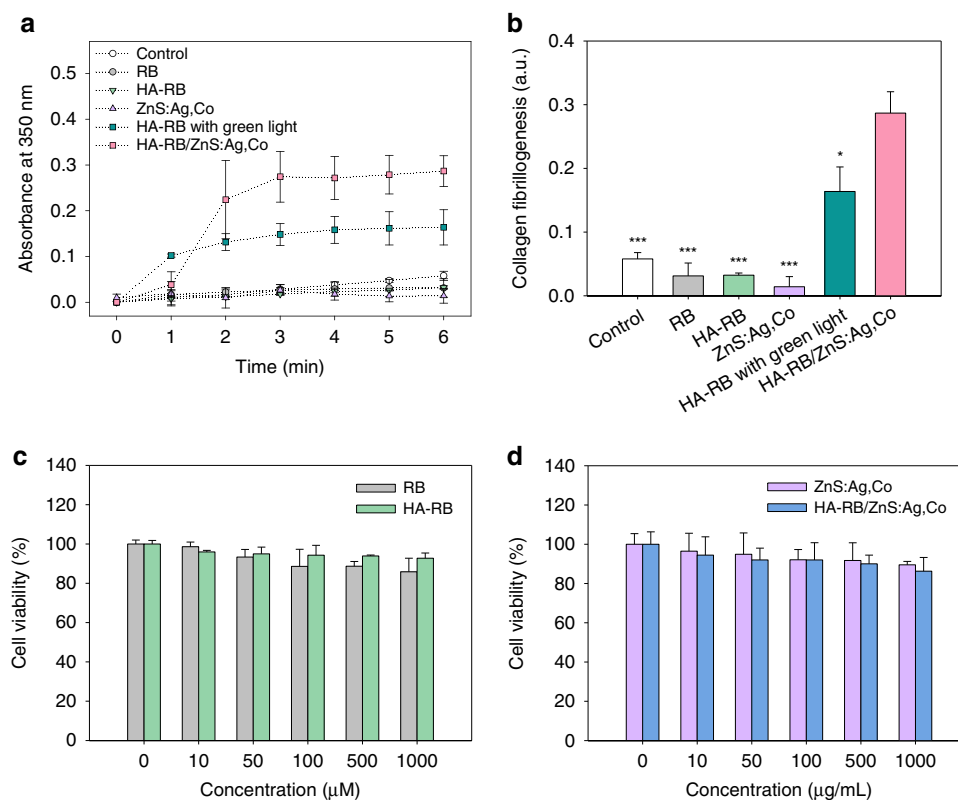 a
Absorbance at 350 nm
0.5
0.4
0.3
0.2
0.1
0.0
Control
RB
HA-RB
ZnS:Ag,Co
HA-RB with green light
HA-RB/ZnS:Ag,Co
0 1 2 3 4 5 6
Time (min)
b
Collagen fibrillogenesis (a.u.)
0.4
0.3
0.2
0.1
0.0
*** *** *** *** *
Control
RB
HA-RB
ZnS:Ag,Co
HA-RB with green light
HA-RB/ZnS:Ag,Co
c
Cell viability (%)
140
120
100
80
60
40
20
0
RB
HA-RB
0 10 50 100 500 1000
Concentration (μM)
d
Cell viability (%)
140
120
100
80
60
40
20
0
ZnS:Ag,Co
HA-RB/ZnS:Ag,Co
0 10 50 100 500 1000
Concentration (μg/mL)